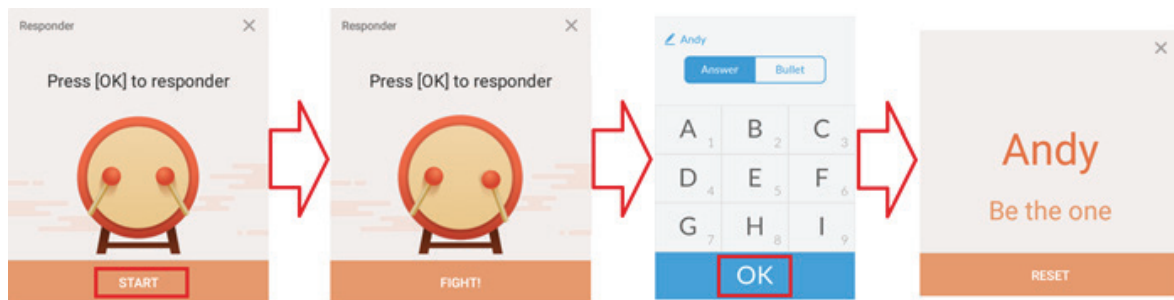 Responder
Press [OK] to responder
START
Responder
Press [OK] to responder
FIGHT!
Andy
Answer Bullet
A 1 B 2 C 3
D 4 E 5 F 6
G 7 H 8 I 9
OK
Andy
Be the one
RESET